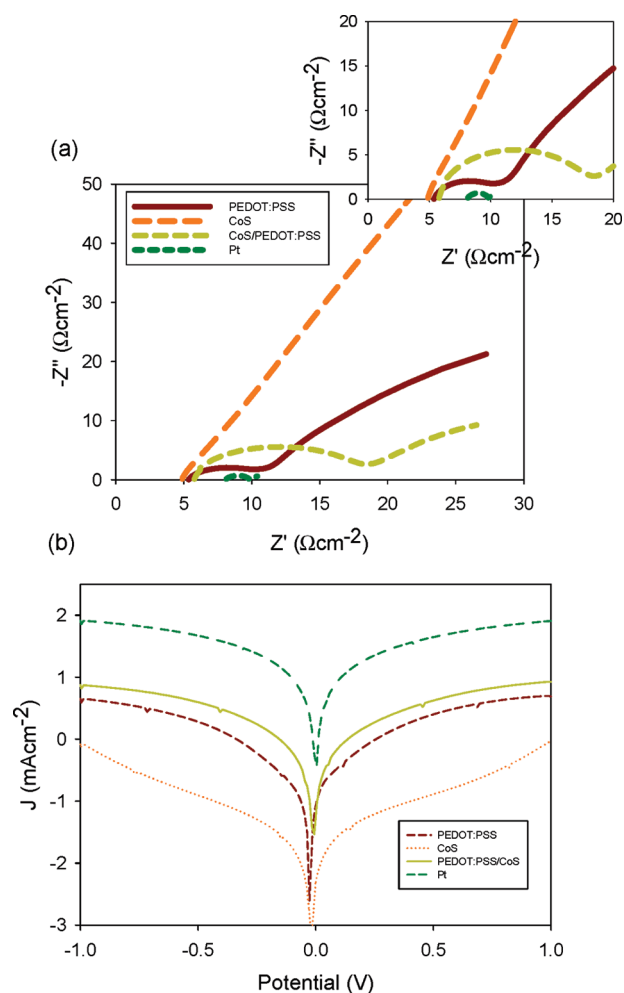 20
15
10
5
0
-Z" (Ωcm-2)
0 5 10 15 20
Z' (Ωcm-2)
(a)
50
40
30
20
10
0
-Z" (Ωcm-2)
PEDOT:PSS
CoS
CoS/PEDOT:PSS
Pt
0 5 10 15 20 25 30
Z' (Ωcm-2)
(b)
2
1
0
-1
-2
-3
J (mAcm-2)
PEDOT:PSS
CoS
PEDOT:PSS/CoS
Pt
-1.0 -0.5 0.0 0.5 1.0
Potential (V)